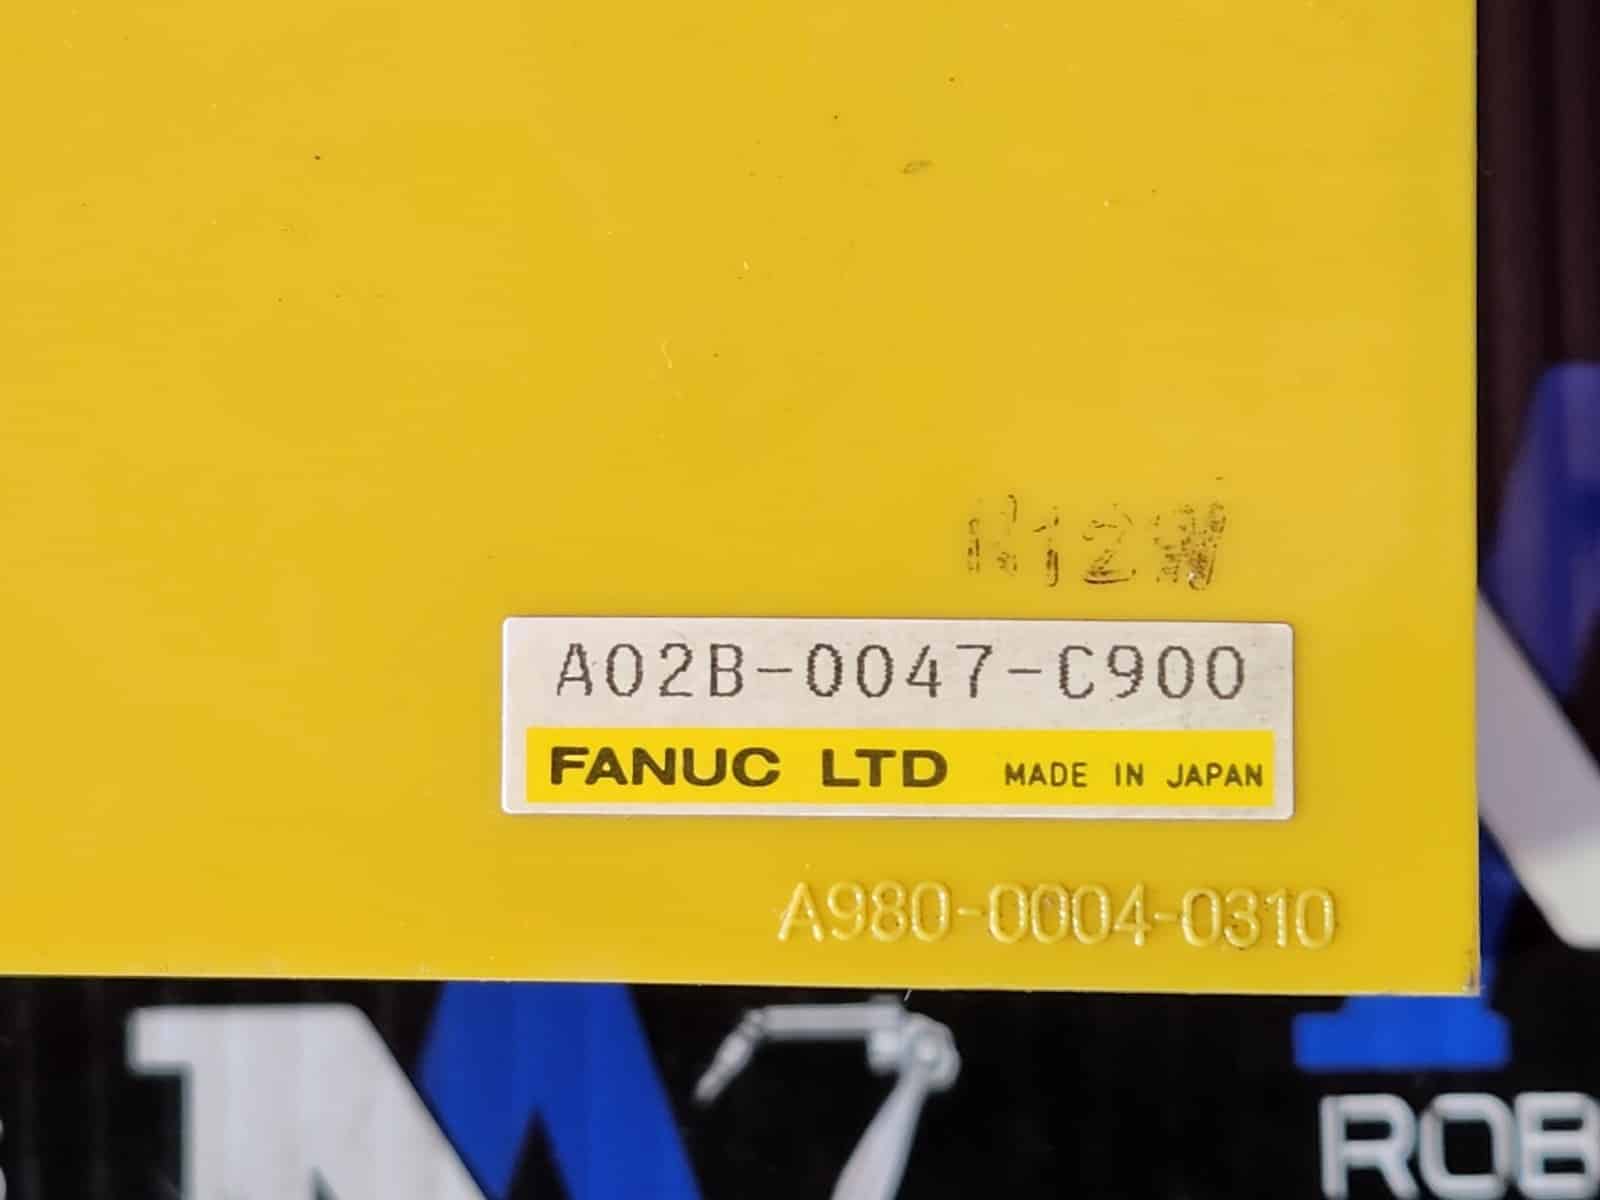 A02B-0047-C900
FANUC LTD MADE IN JAPAN
A980-0004-0310
ROB